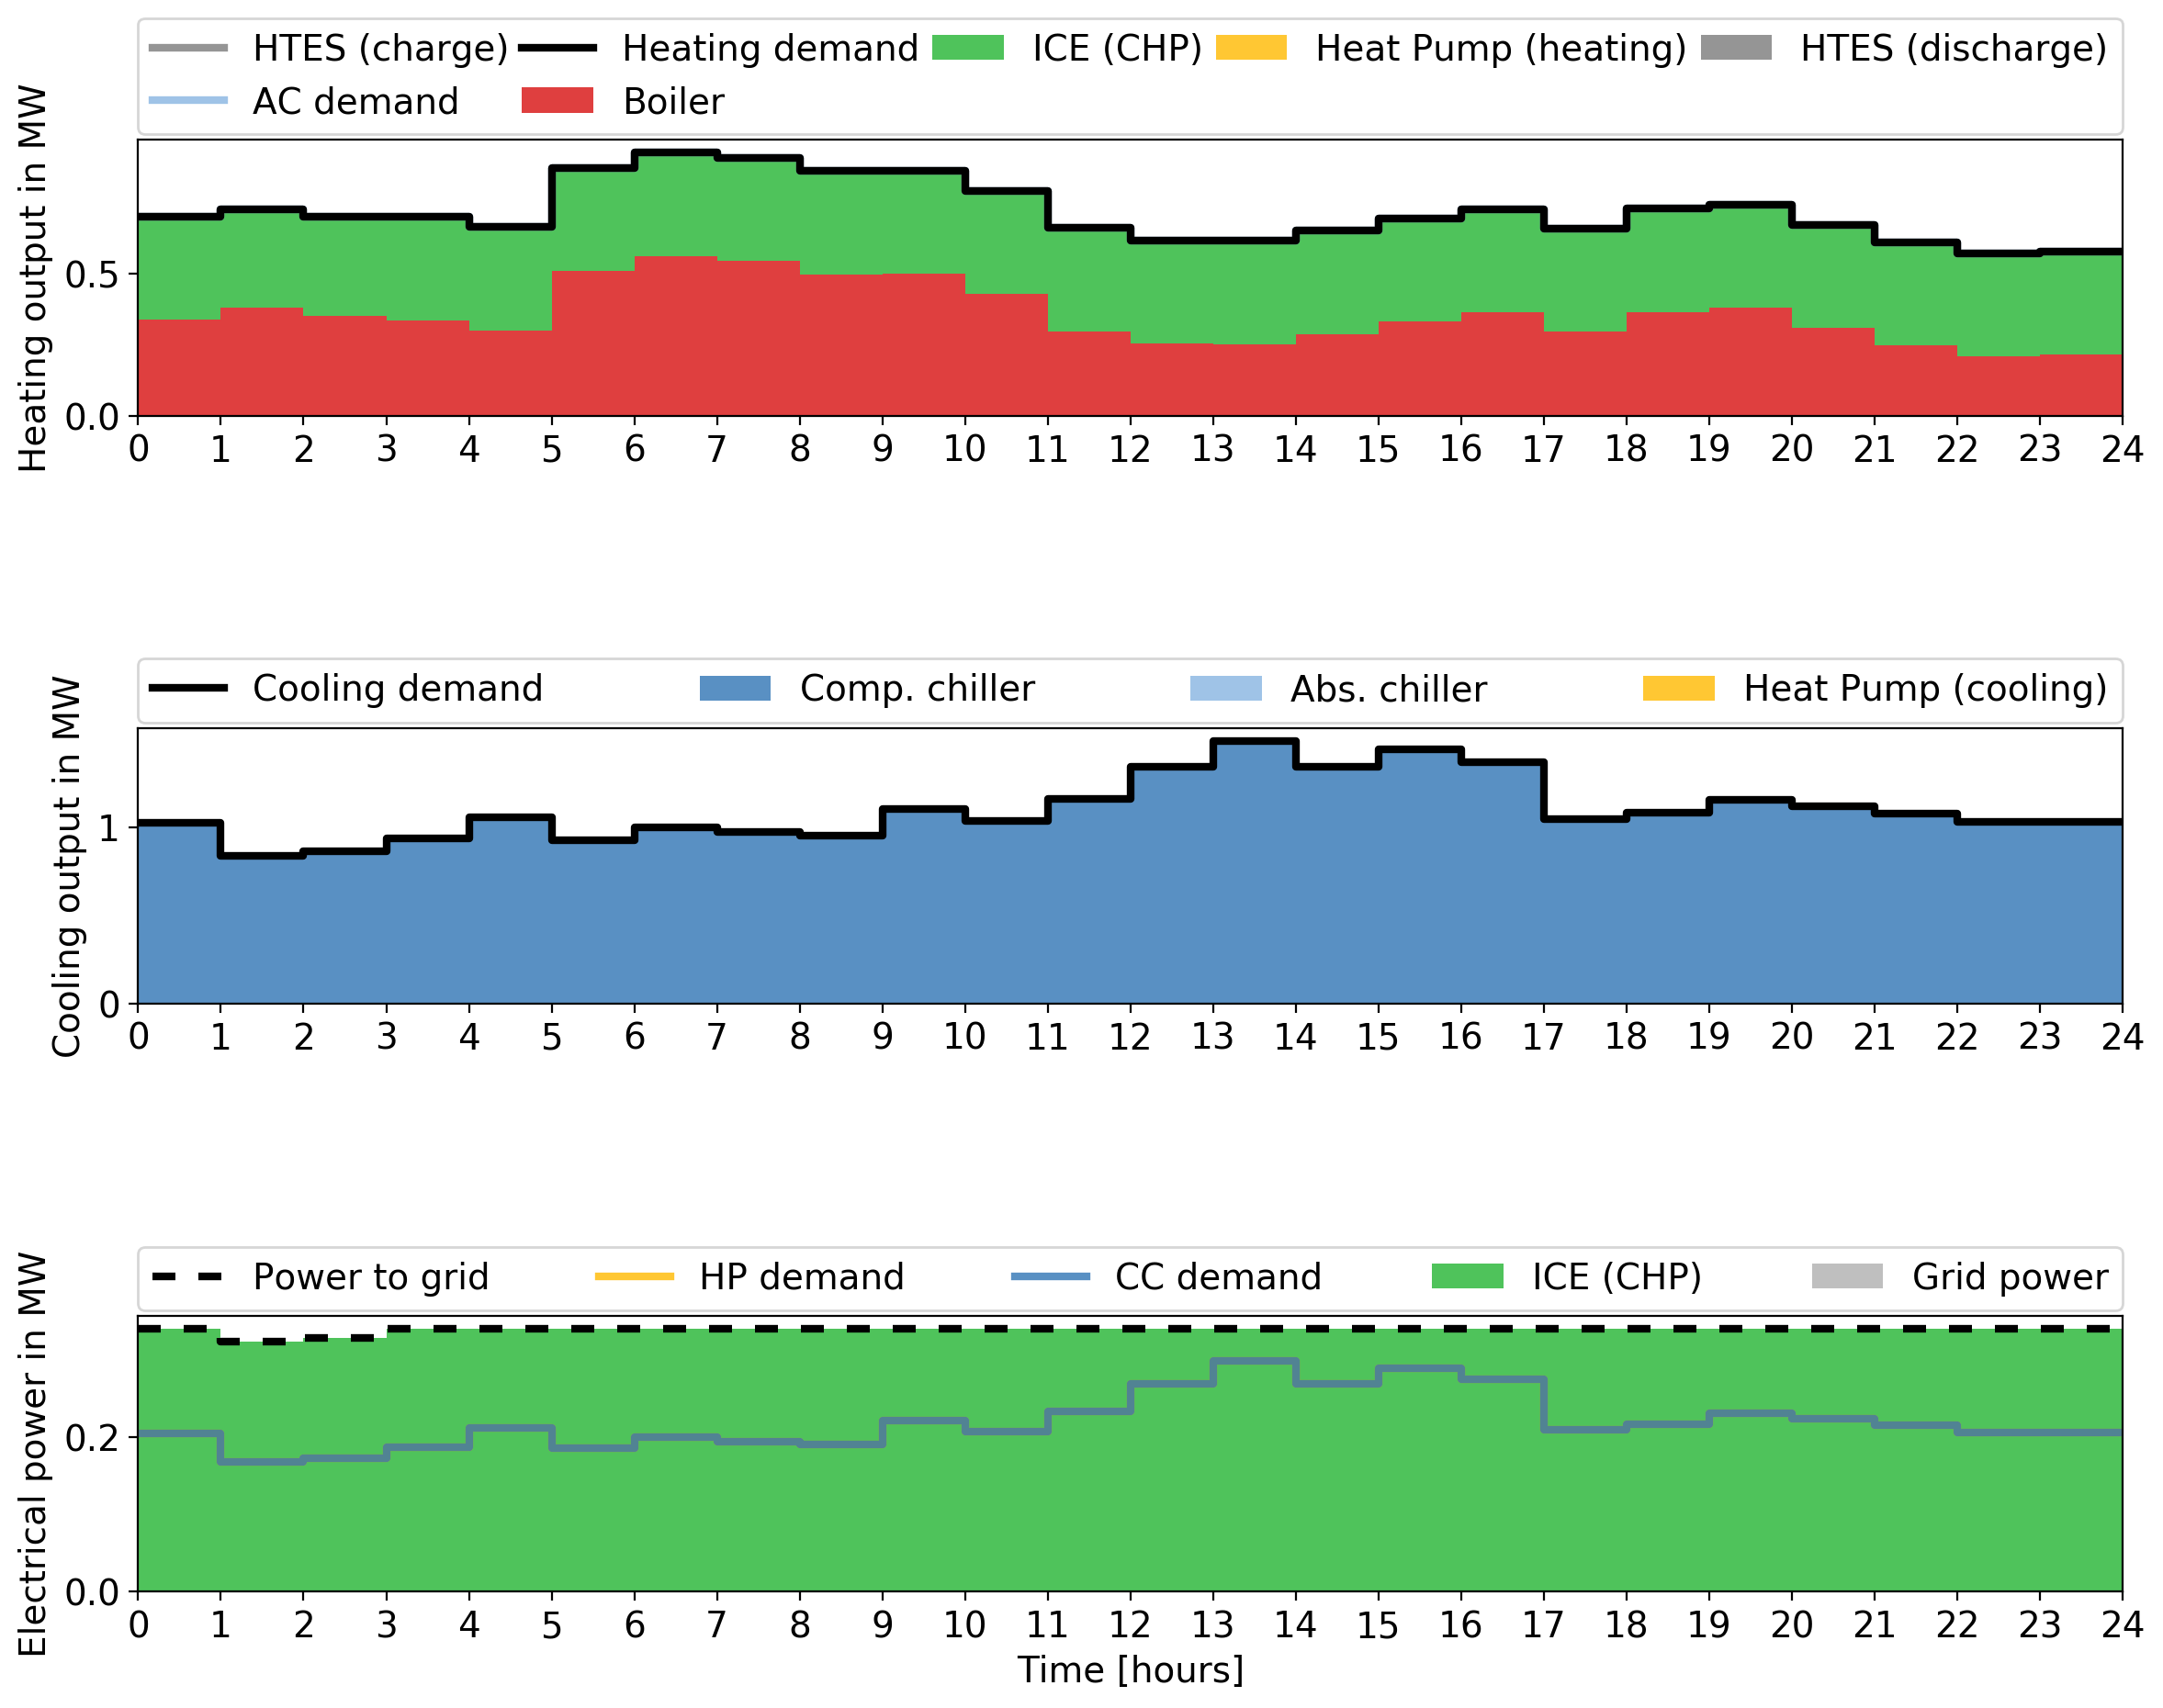 HTES (charge) Heating demand ICE (CHP) Heat Pump (heating) HTES (discharge)
AC demand Boiler
Heating output in MW
0.5
0.0
0 1 2 3 4 5 6 7 8 9 10 11 12 13 14 15 16 17 18 19 20 21 22 23 24
Cooling demand Comp. chiller Abs. chiller Heat Pump (cooling)
Cooling output in MW
1
0
0 1 2 3 4 5 6 7 8 9 10 11 12 13 14 15 16 17 18 19 20 21 22 23 24
Power to grid HP demand CC demand ICE (CHP) Grid power
Electrical power in MW
0.2
0.0
0 1 2 3 4 5 6 7 8 9 10 11 12 13 14 15 16 17 18 19 20 21 22 23 24
Time [hours]